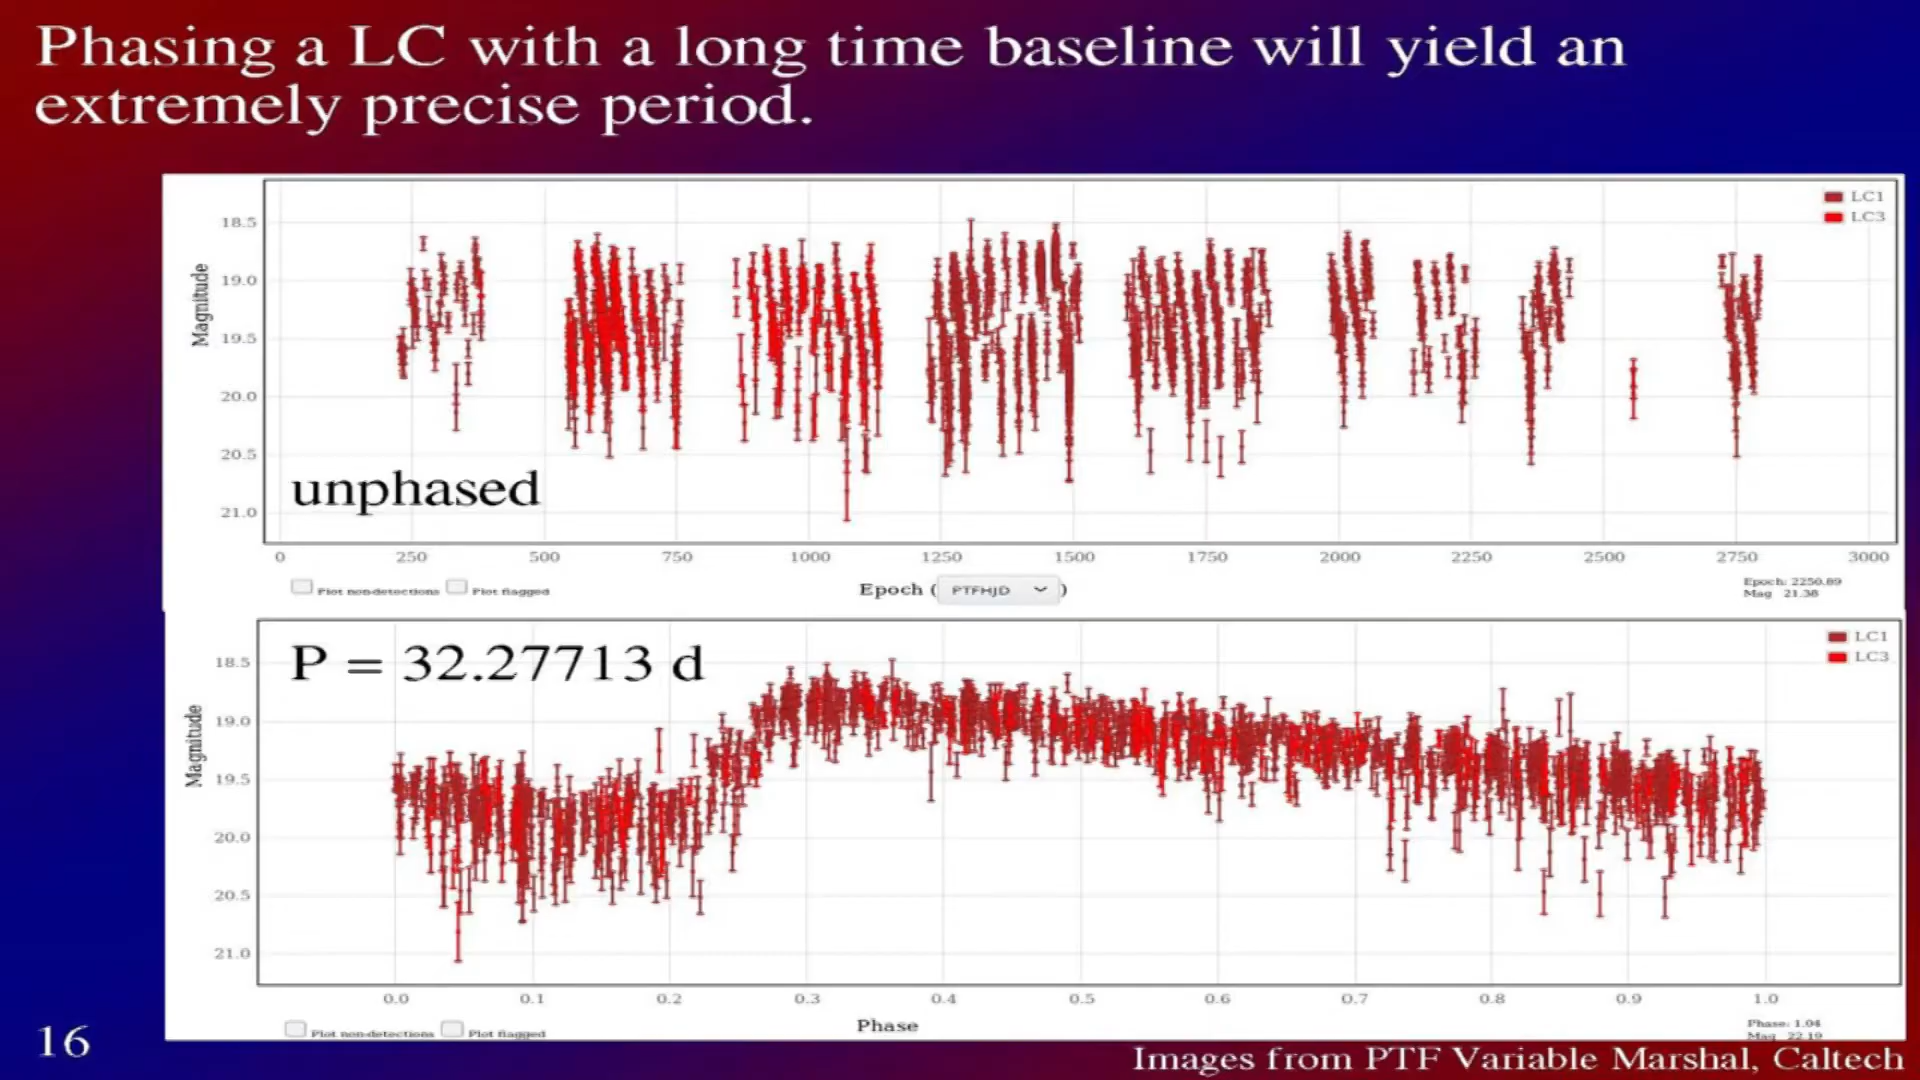 Phasing a LC with a long time baseline will yield an
extremely precise period.
LC1
LC3
18.5
19.0
19.5
20.0
20.5
21.0
Magnitude
unphased
0 250 500 750 1000 1250 1500 1750 2000 2250 2500 2750 3000
Plot non-detections Plot flagged
Epoch ( PTFHJD )
Epoch: 2250.89
Mag 21.38
P = 32.27713 d
LC1
LC3
18.5
19.0
19.5
20.0
20.5
21.0
Magnitude
0.0 0.1 0.2 0.3 0.4 0.5 0.6 0.7 0.8 0.9 1.0
Plot non-detections Plot flagged
Phase
Phase: 1.04
Mag 22.19
16
Images from PTF Variable Marshal, Caltech